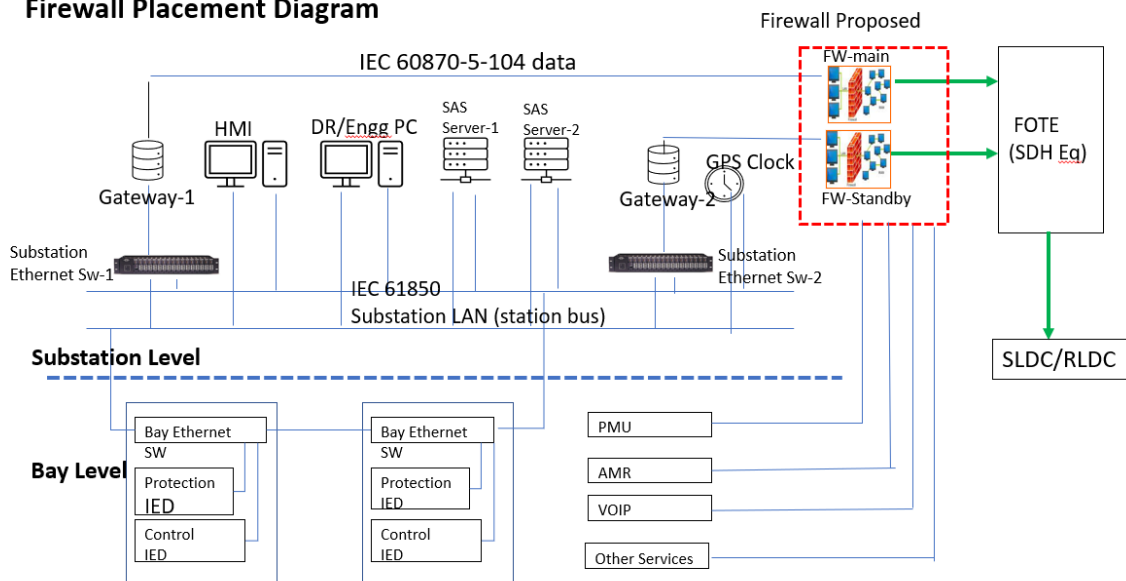 Firewall Placement Diagram
Firewall Proposed
IEC 60870-5-104 data
FW-main
HMI
DR/Engg PC
SAS
Server-1
SAS
Server-2
FOTE
(SDH Eq)
Gateway-1
Gateway-2
GPS Clock
FW-Standby
Substation
Ethernet Sw-1
Substation
Ethernet Sw-2
IEC 61850
Substation LAN (station bus)
Substation Level
SLDC/RLDC
Bay Level
Bay Ethernet
SW
Protection
IED
Control
IED
Bay Ethernet
SW
Protection
IED
Control
IED
PMU
AMR
VOIP
Other Services